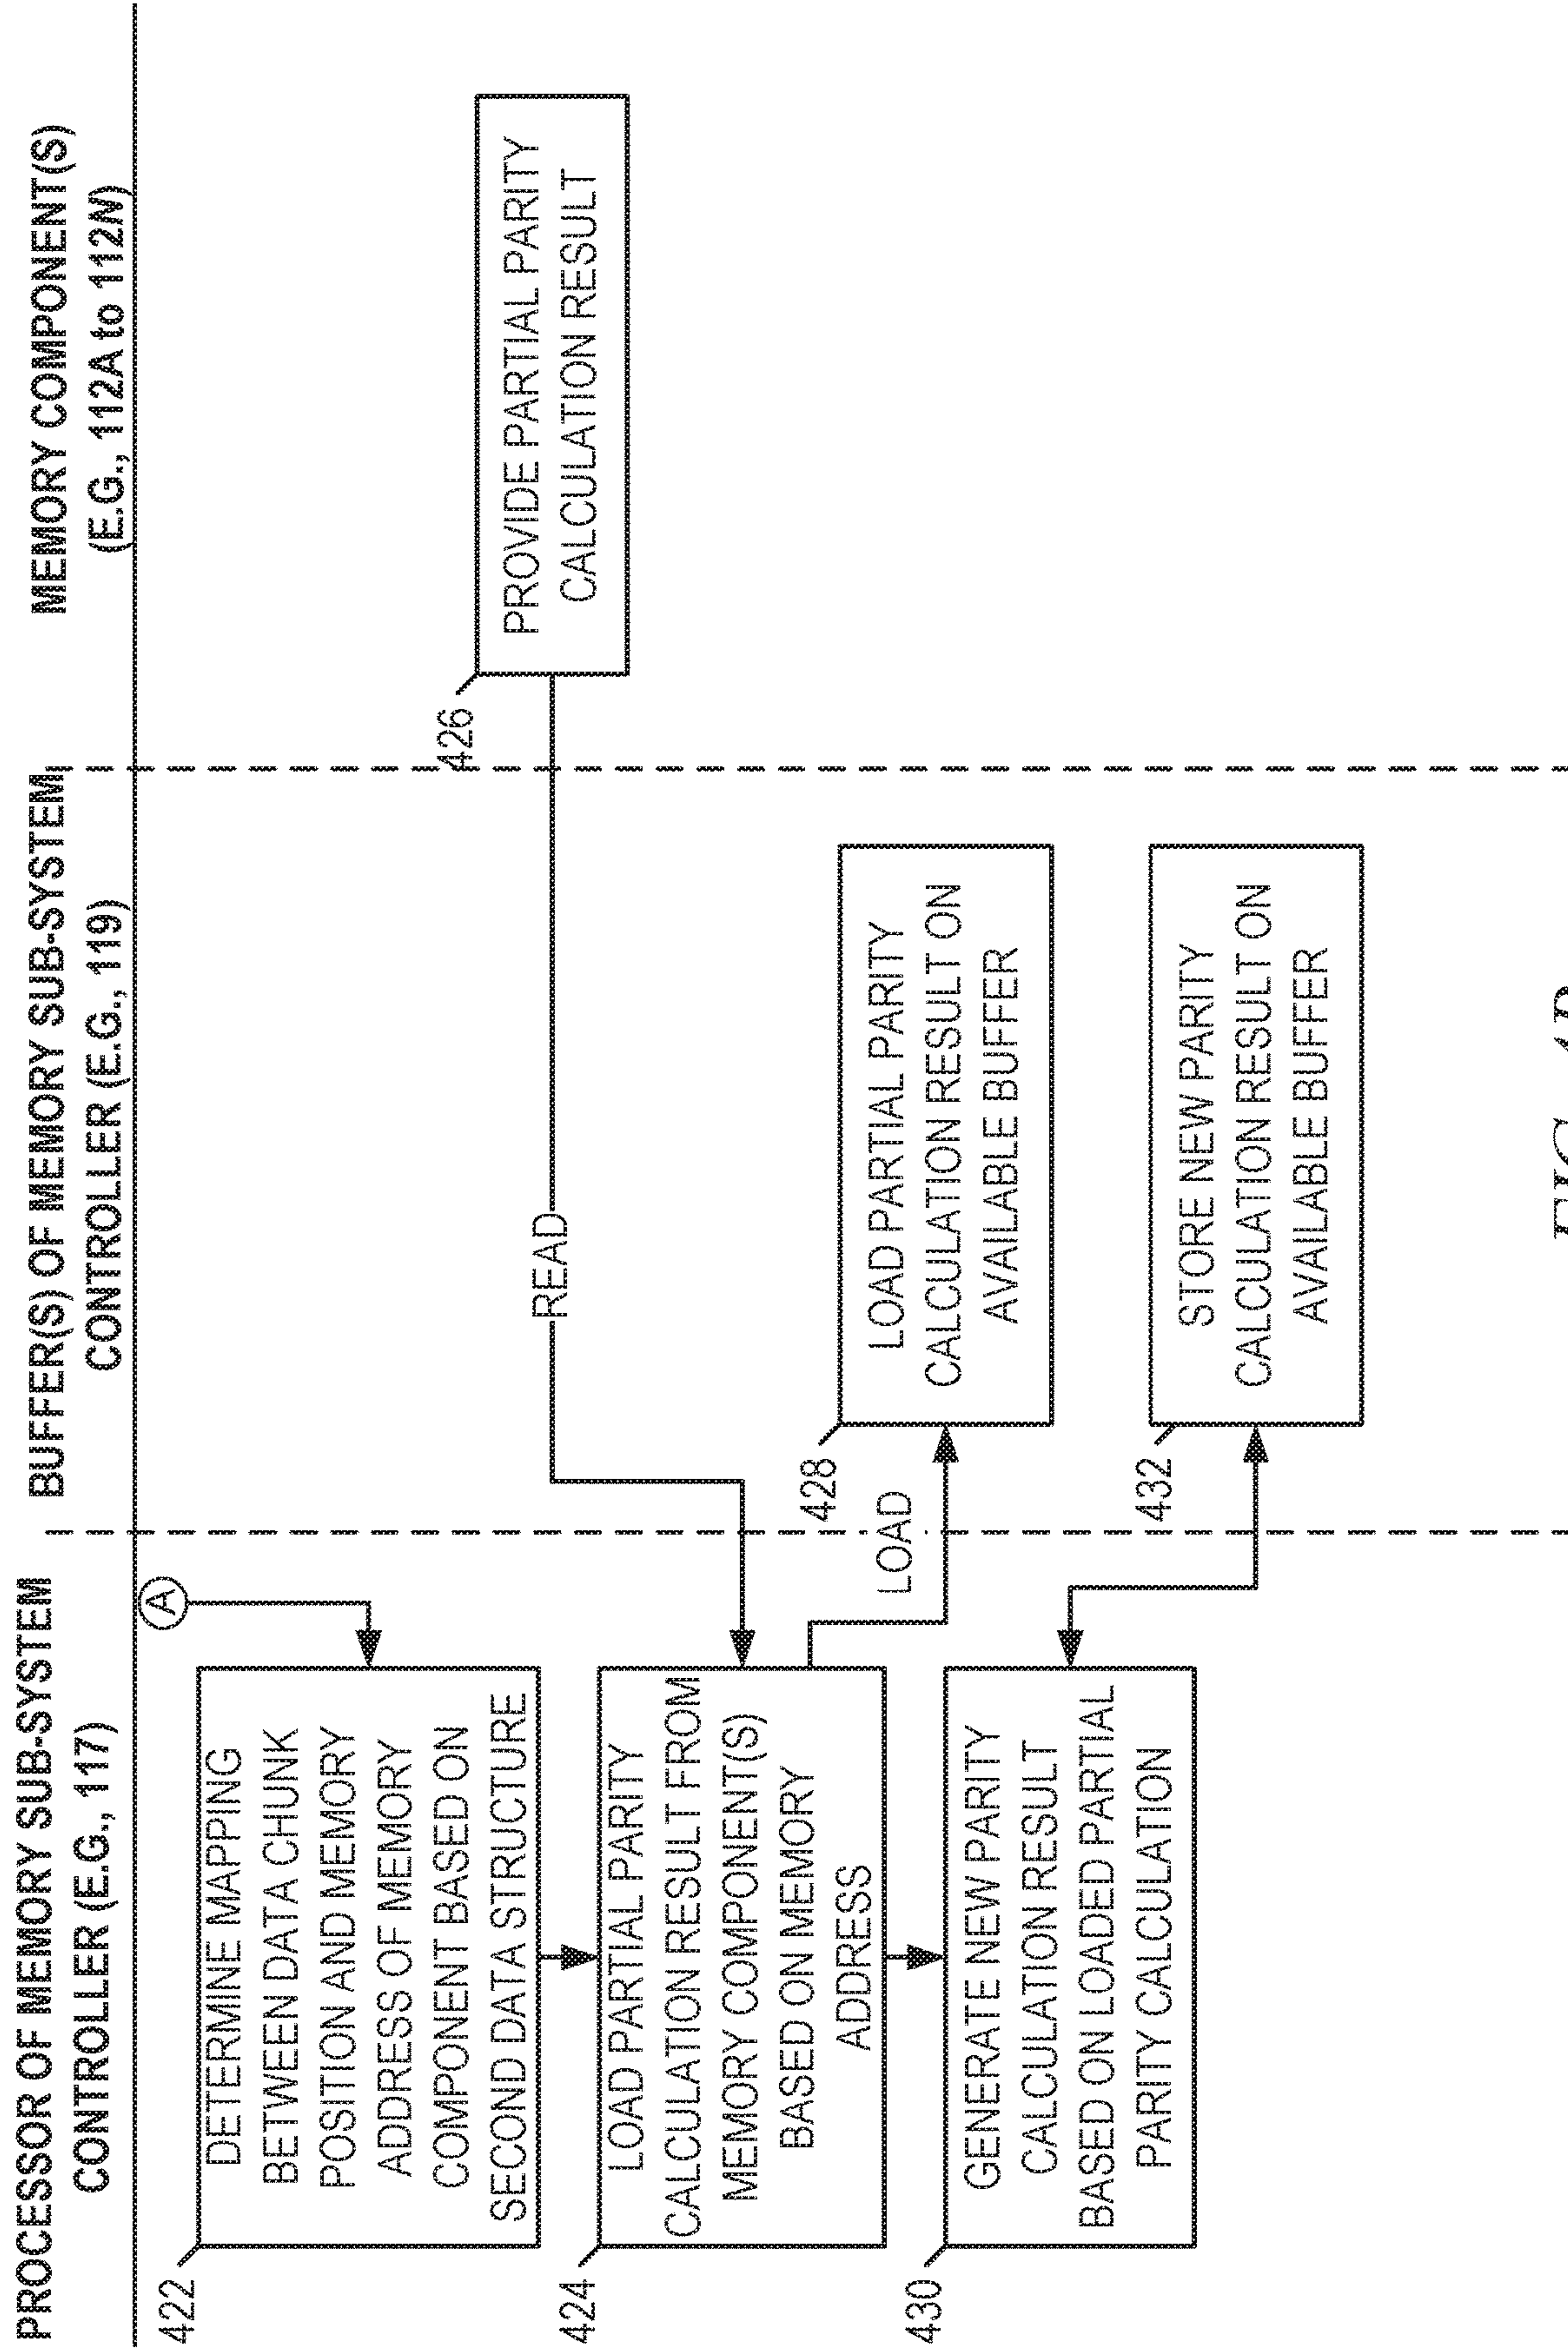 PROCESSOR OF MEMORY SUB-SYSTEM
CONTROLLER (E.G., 117)
BUFFER(S) OF MEMORY SUB-SYSTEM
CONTROLLER (E.G., 119)
MEMORY COMPONENT(S)
(E.G., 112A to 112N)
A
422
DETERMINE MAPPING
BETWEEN DATA CHUNK
POSITION AND MEMORY
ADDRESS OF MEMORY
COMPONENT BASED ON
SECOND DATA STRUCTURE
426
PROVIDE PARTIAL PARITY
CALCULATION RESULT
READ
424
LOAD PARTIAL PARITY
CALCULATION RESULT FROM
MEMORY COMPONENT(S)
BASED ON MEMORY
ADDRESS
LOAD
428
LOAD PARTIAL PARITY
CALCULATION RESULT ON
AVAILABLE BUFFER
430
GENERATE NEW PARITY
CALCULATION RESULT
BASED ON LOADED PARTIAL
PARITY CALCULATION
432
STORE NEW PARITY
CALCULATION RESULT ON
AVAILABLE BUFFER